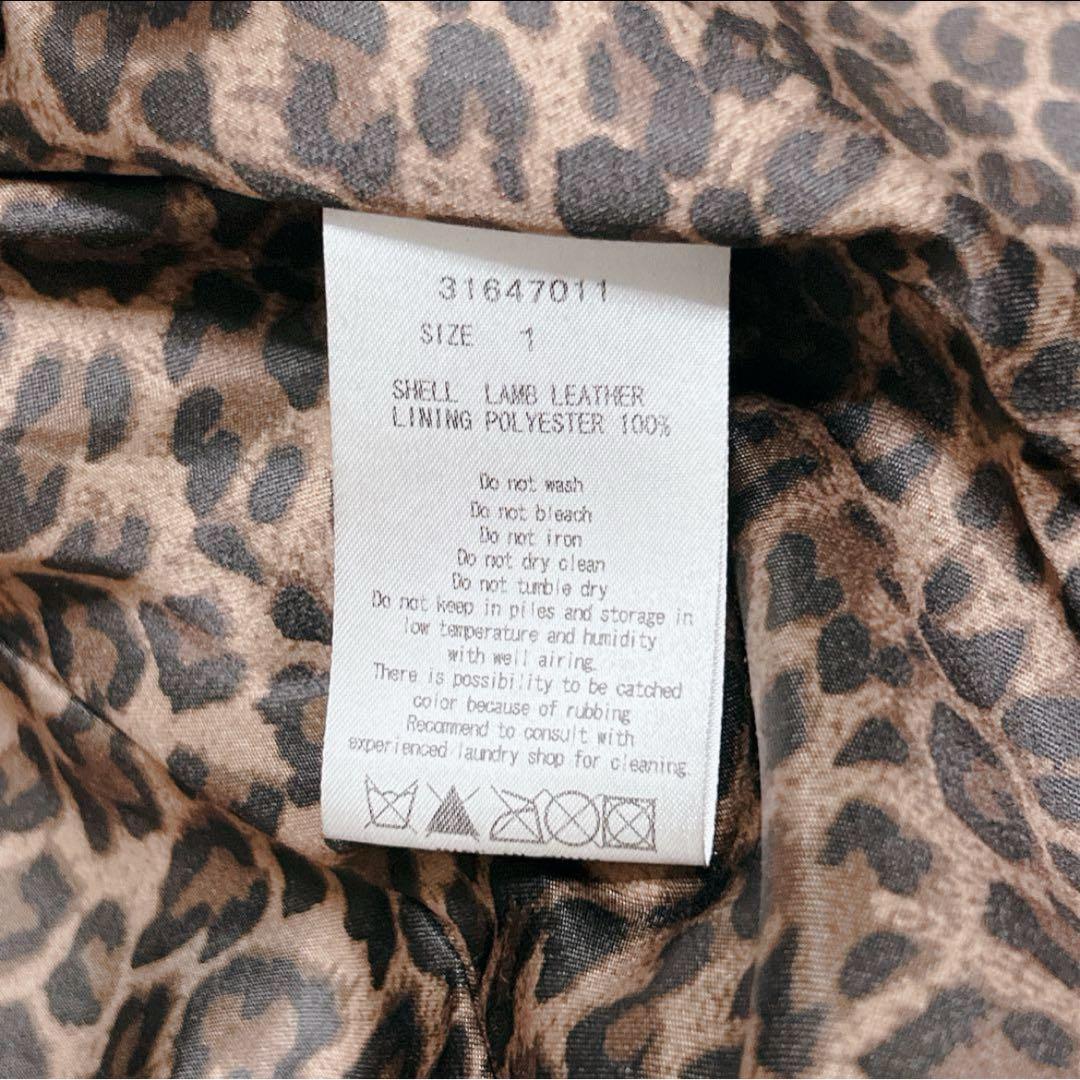 31647011
SIZE 1
SHELL LAMB LEATHER
LINING POLYESTER 100%
Do not wash
Do not bleach
Do not iron
Do not dry clean
Do not tumble dry
Do not keep in piles and storage in
low temperature and humidity
with well airing.
There is possibility to be catched
color because of rubbing
Recommend to consult with
experienced laundry shop for cleaning.